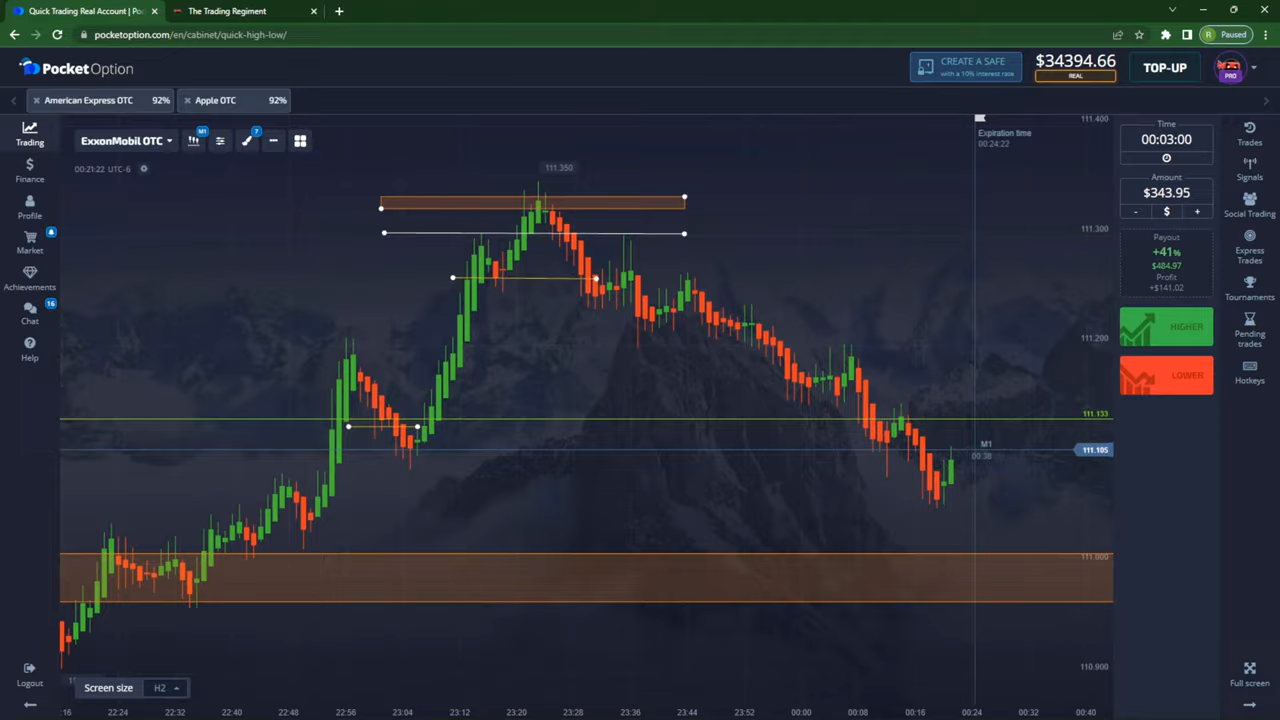 Quick Trading Real Account | Po
The Trading Regiment
pocketoption.com/en/cabinet/quick-high-low/
R
Paused
PocketOption
CREATE A SAFE
with a 10% interest rate
$34394.66
REAL
TOP-UP
PRO
American Express OTC 92%
Apple OTC 92%
Trading
Finance
Profile
Market
Achievements
16
Chat
Help
Logout
ExxonMobil OTC
M1
7
00:21:22 UTC-6
111.350
Expiration time
00:24:22
M1
00:38
111.400
111.300
111.200
111.133
111.105
111.000
110.900
Screen size H2
:16 22:24 22:32 22:40 22:48 22:56 23:04 23:12 23:20 23:28 23:36 23:44 23:52 00:00 00:08 00:16 00:24 00:32 00:40
Time
00:03:00
Amount
$343.95
- $ +
Payout
+41%
$484.97
Profit
+$141.02
HIGHER
LOWER
Trades
Signals
Social Trading
Express
Trades
Tournaments
Pending
trades
Hotkeys
Full screen